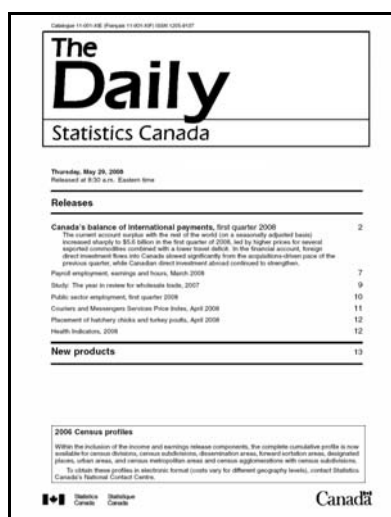 Catalogue 11-001-XIE (Français 11-001-XIF) ISSN 1205-9137
The
Daily
Statistics Canada
Thursday, May 29, 2008
Released at 8:30 a.m. Eastern time
Releases
Canada's balance of international payments, first quarter 2008 2
The current account surplus with the rest of the world (on a seasonally adjusted basis)
increased sharply to $5.6 billion in the first quarter of 2008, led by higher prices for several
exported commodities combined with a lower travel deficit. In the financial account, foreign
direct investment flows into Canada slowed significantly from the acquisitions-driven pace of the
previous quarter, while Canadian direct investment abroad continued to strengthen.
Payroll employment, earnings and hours, March 2008 7
Study: The year in review for wholesale trade, 2007 9
Public sector employment, first quarter 2008 10
Couriers and Messengers Services Price Index, April 2008 11
Placement of hatchery chicks and turkey poults, April 2008 12
Health Indicators, 2008 12
New products 13
2006 Census profiles
Within the inclusion of the income and earnings release components, the complete cumulative profile is now
available for census divisions, census subdivisions, dissemination areas, forward sortation areas, designated
places, urban areas, and census metropolitan areas and census agglomerations with census subdivisions.
To obtain these profiles in electronic format (costs vary for different geography levels), contact Statistics
Canada's National Contact Centre.
Statistics Statistique
Canada Canada
Canada